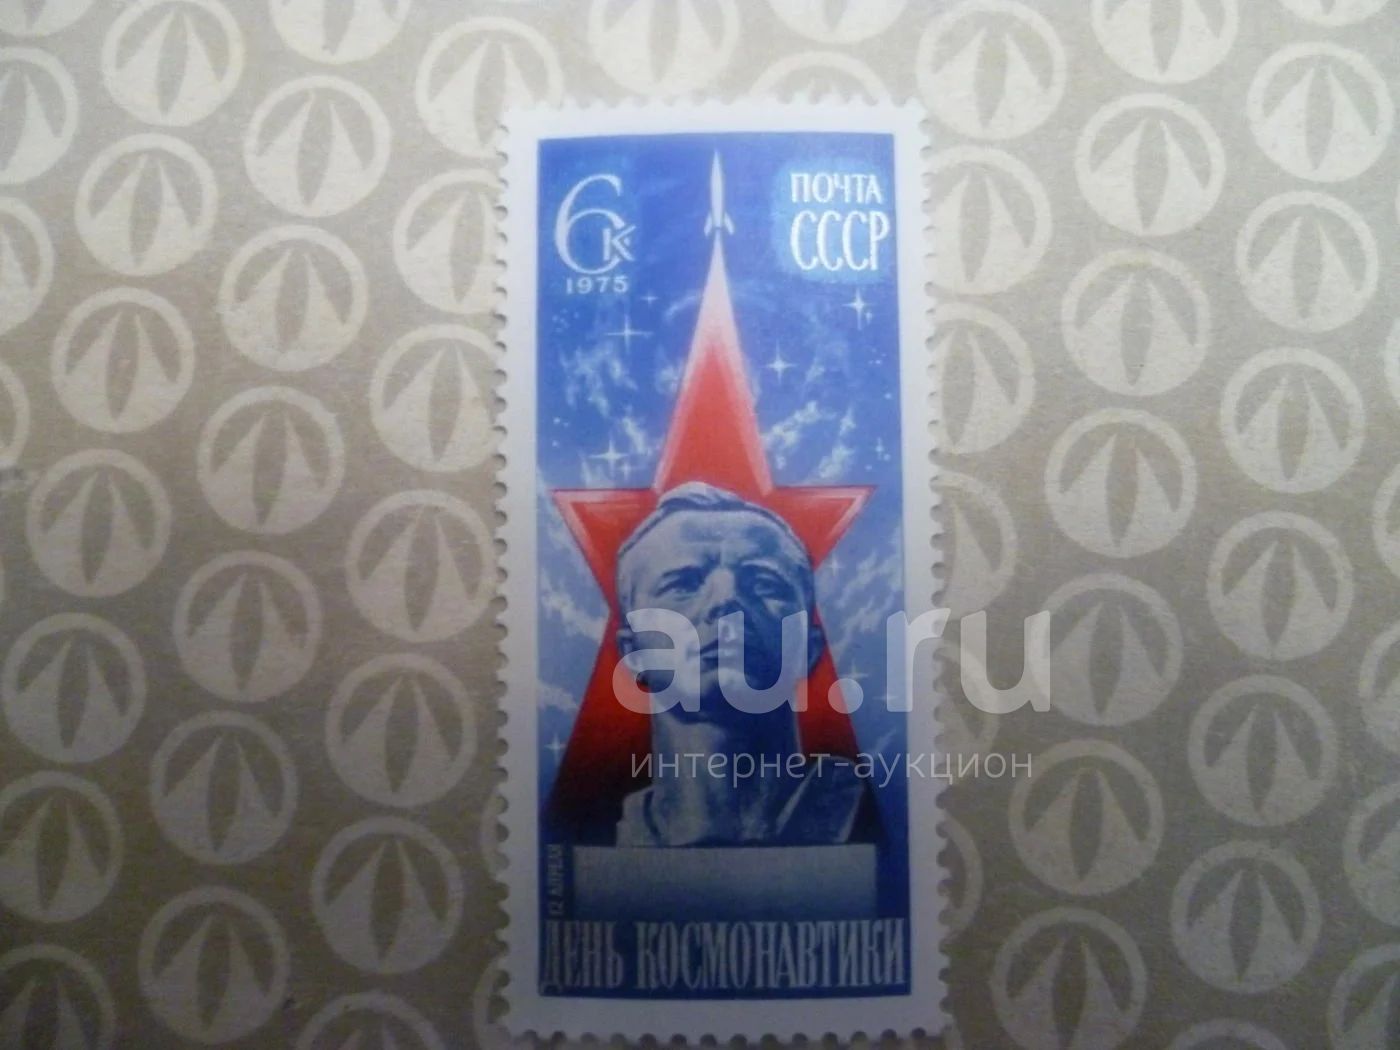 6к
1975
ПОЧТА
СССР
12 АПРЕЛЯ
ДЕНЬ КОСМОНАВТИКИ
au.ru
интернет-аукцион